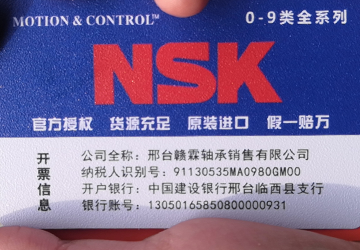 MOTION & CONTROL™ 0-9类全系列
NSK
官方授权 货源充足 原装进口 假一赔万
开票信息
公司全称：邢台赣霖轴承销售有限公司
纳税人识别号：91130535MA0980GM00
开户银行：中国建设银行邢台临西县支行
银行账号：13050165850800000931